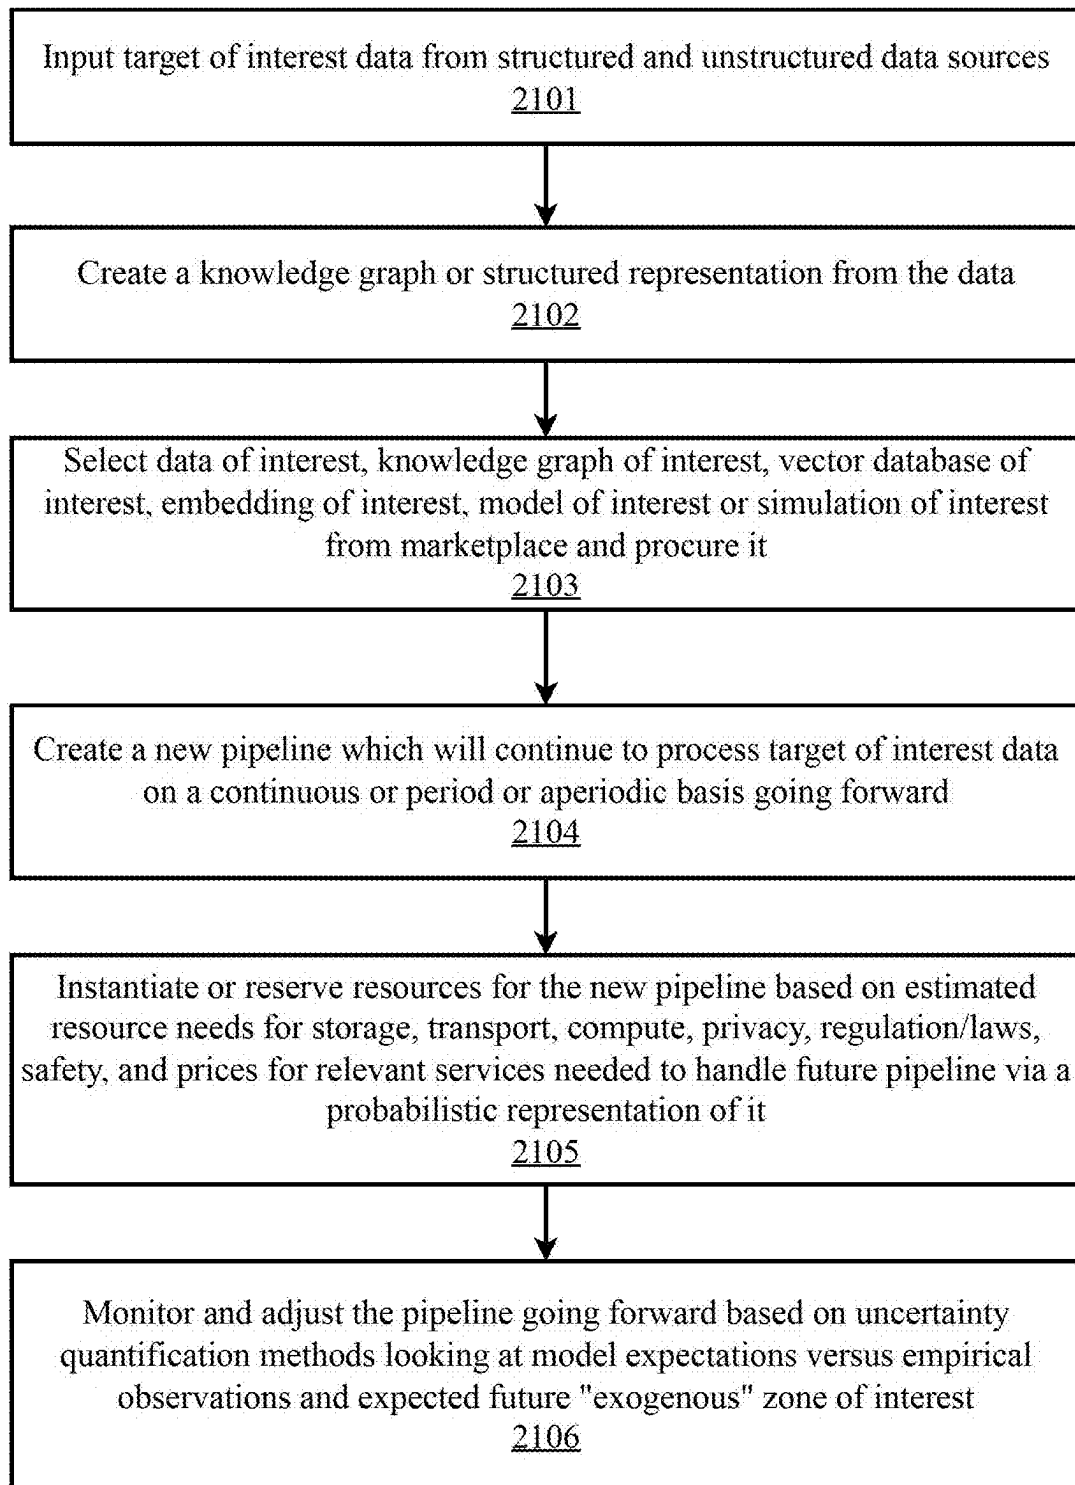 Input target of interest data from structured and unstructured data sources
2101
Create a knowledge graph or structured representation from the data
2102
Select data of interest, knowledge graph of interest, vector database of
interest, embedding of interest, model of interest or simulation of interest
from marketplace and procure it
2103
Create a new pipeline which will continue to process target of interest data
on a continuous or period or aperiodic basis going forward
2104
Instantiate or reserve resources for the new pipeline based on estimated
resource needs for storage, transport, compute, privacy, regulation/laws,
safety, and prices for relevant services needed to handle future pipeline via a
probabilistic representation of it
2105
Monitor and adjust the pipeline going forward based on uncertainty
quantification methods looking at model expectations versus empirical
observations and expected future "exogenous" zone of interest
2106